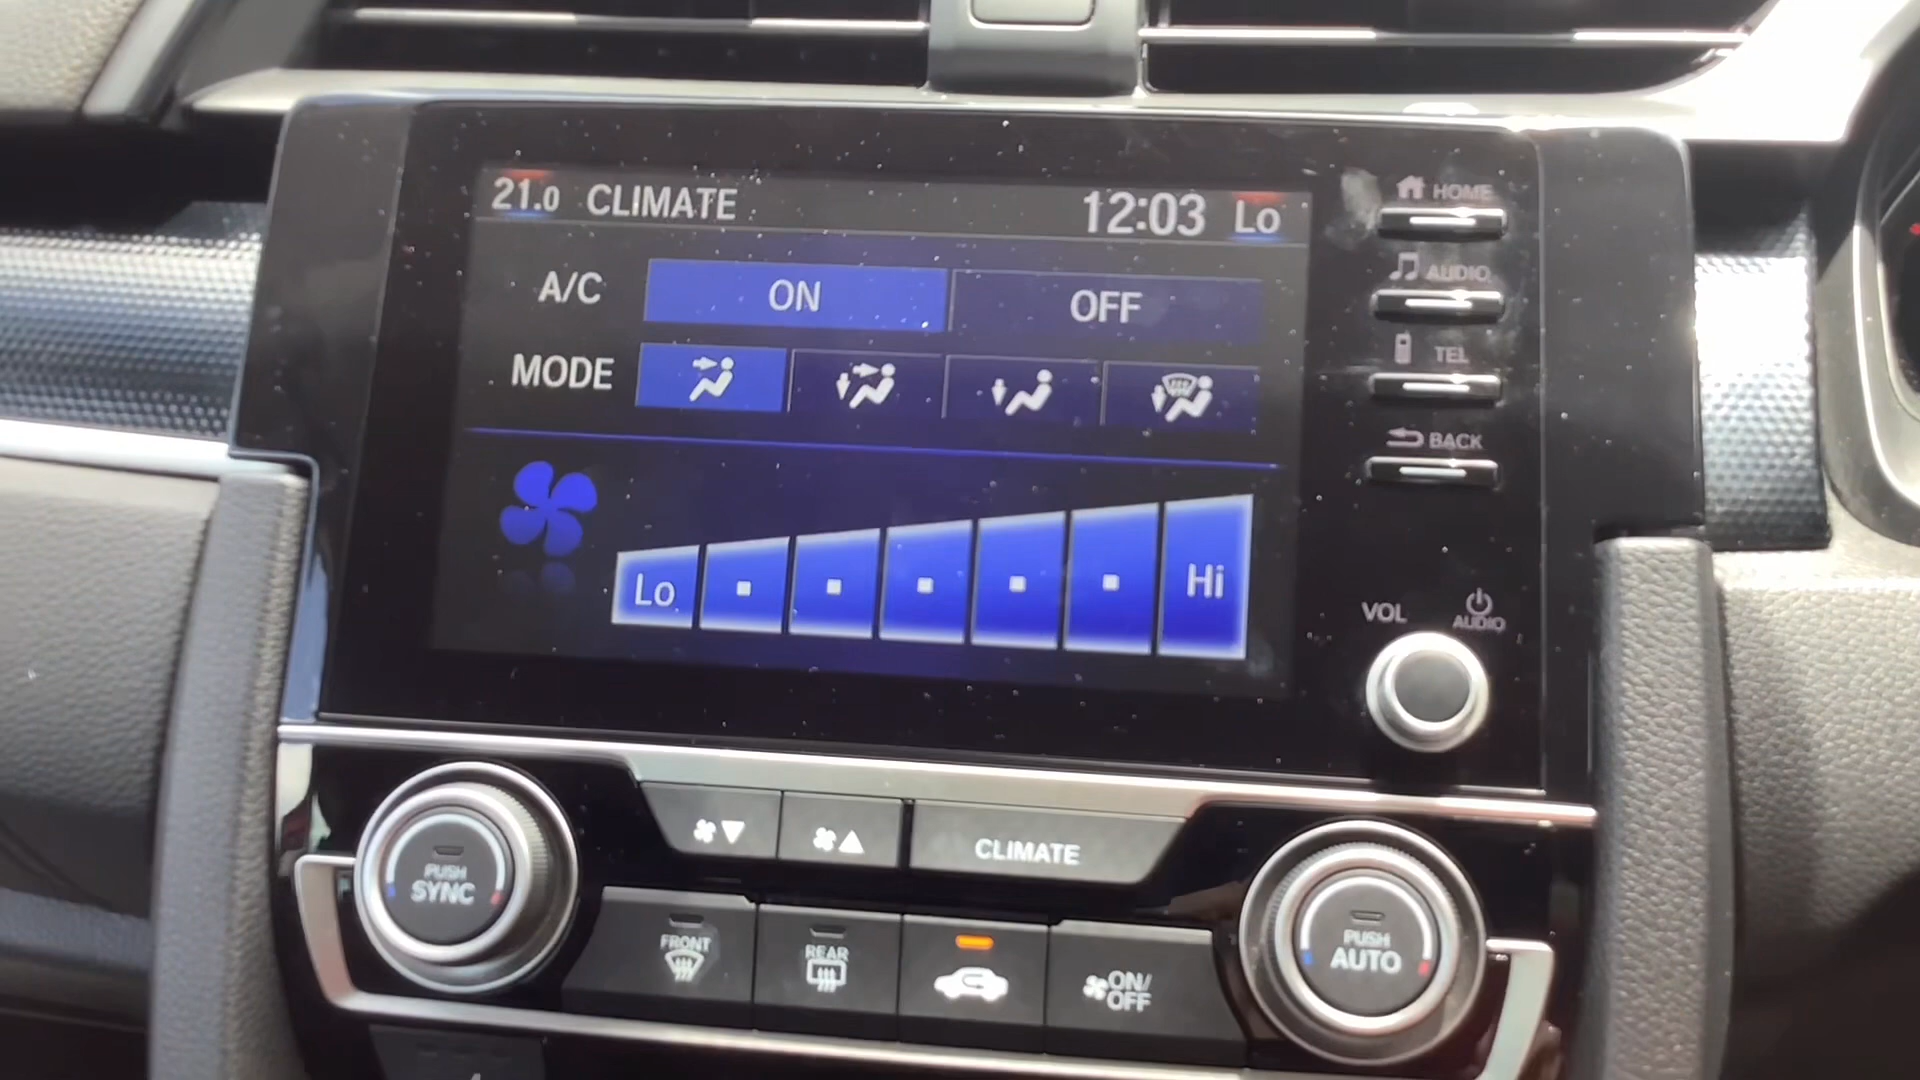 21.0 CLIMATE 12:03 Lo
HOME
AUDIO
A/C ON OFF
TEL
MODE
BACK
Lo Hi
VOL AUDIO
CLIMATE
PUSH
SYNC
FRONT
REAR
ON/
OFF
PUSH
AUTO